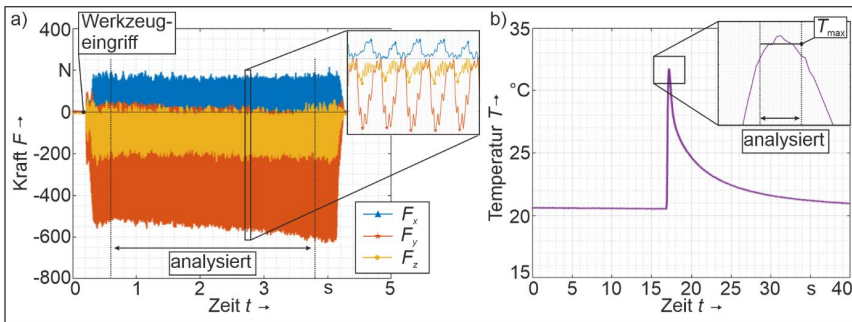 a)
Werkzeug-
eingriff
400
N
200
0
-200
-400
-600
-800
Kraft F →
analysiert
F_x
F_y
F_z
0 1 2 3 s 5
Zeit t →
b)
T_max
analysiert
35
°C
25
20
15
Temperatur T→
0 5 10 15 20 25 30 s 40
Zeit t →